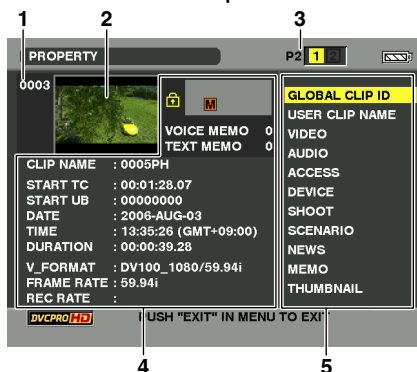 1 2 3
PROPERTY P2 1 2
0003
M
VOICE MEMO 0
TEXT MEMO 0
CLIP NAME : 0005PH
START TC : 00:01:28.07
START UB : 00000000
DATE : 2006-AUG-03
TIME : 13:35:26 (GMT+09:00)
DURATION : 00:00:39.28
V_FORMAT : DV100_1080/59.94i
FRAME RATE : 59.94i
REC RATE :
GLOBAL CLIP ID
USER CLIP NAME
VIDEO
AUDIO
ACCESS
DEVICE
SHOOT
SCENARIO
NEWS
MEMO
THUMBNAIL
DVCPRO HD PUSH "EXIT" IN MENU TO EXIT
4 5